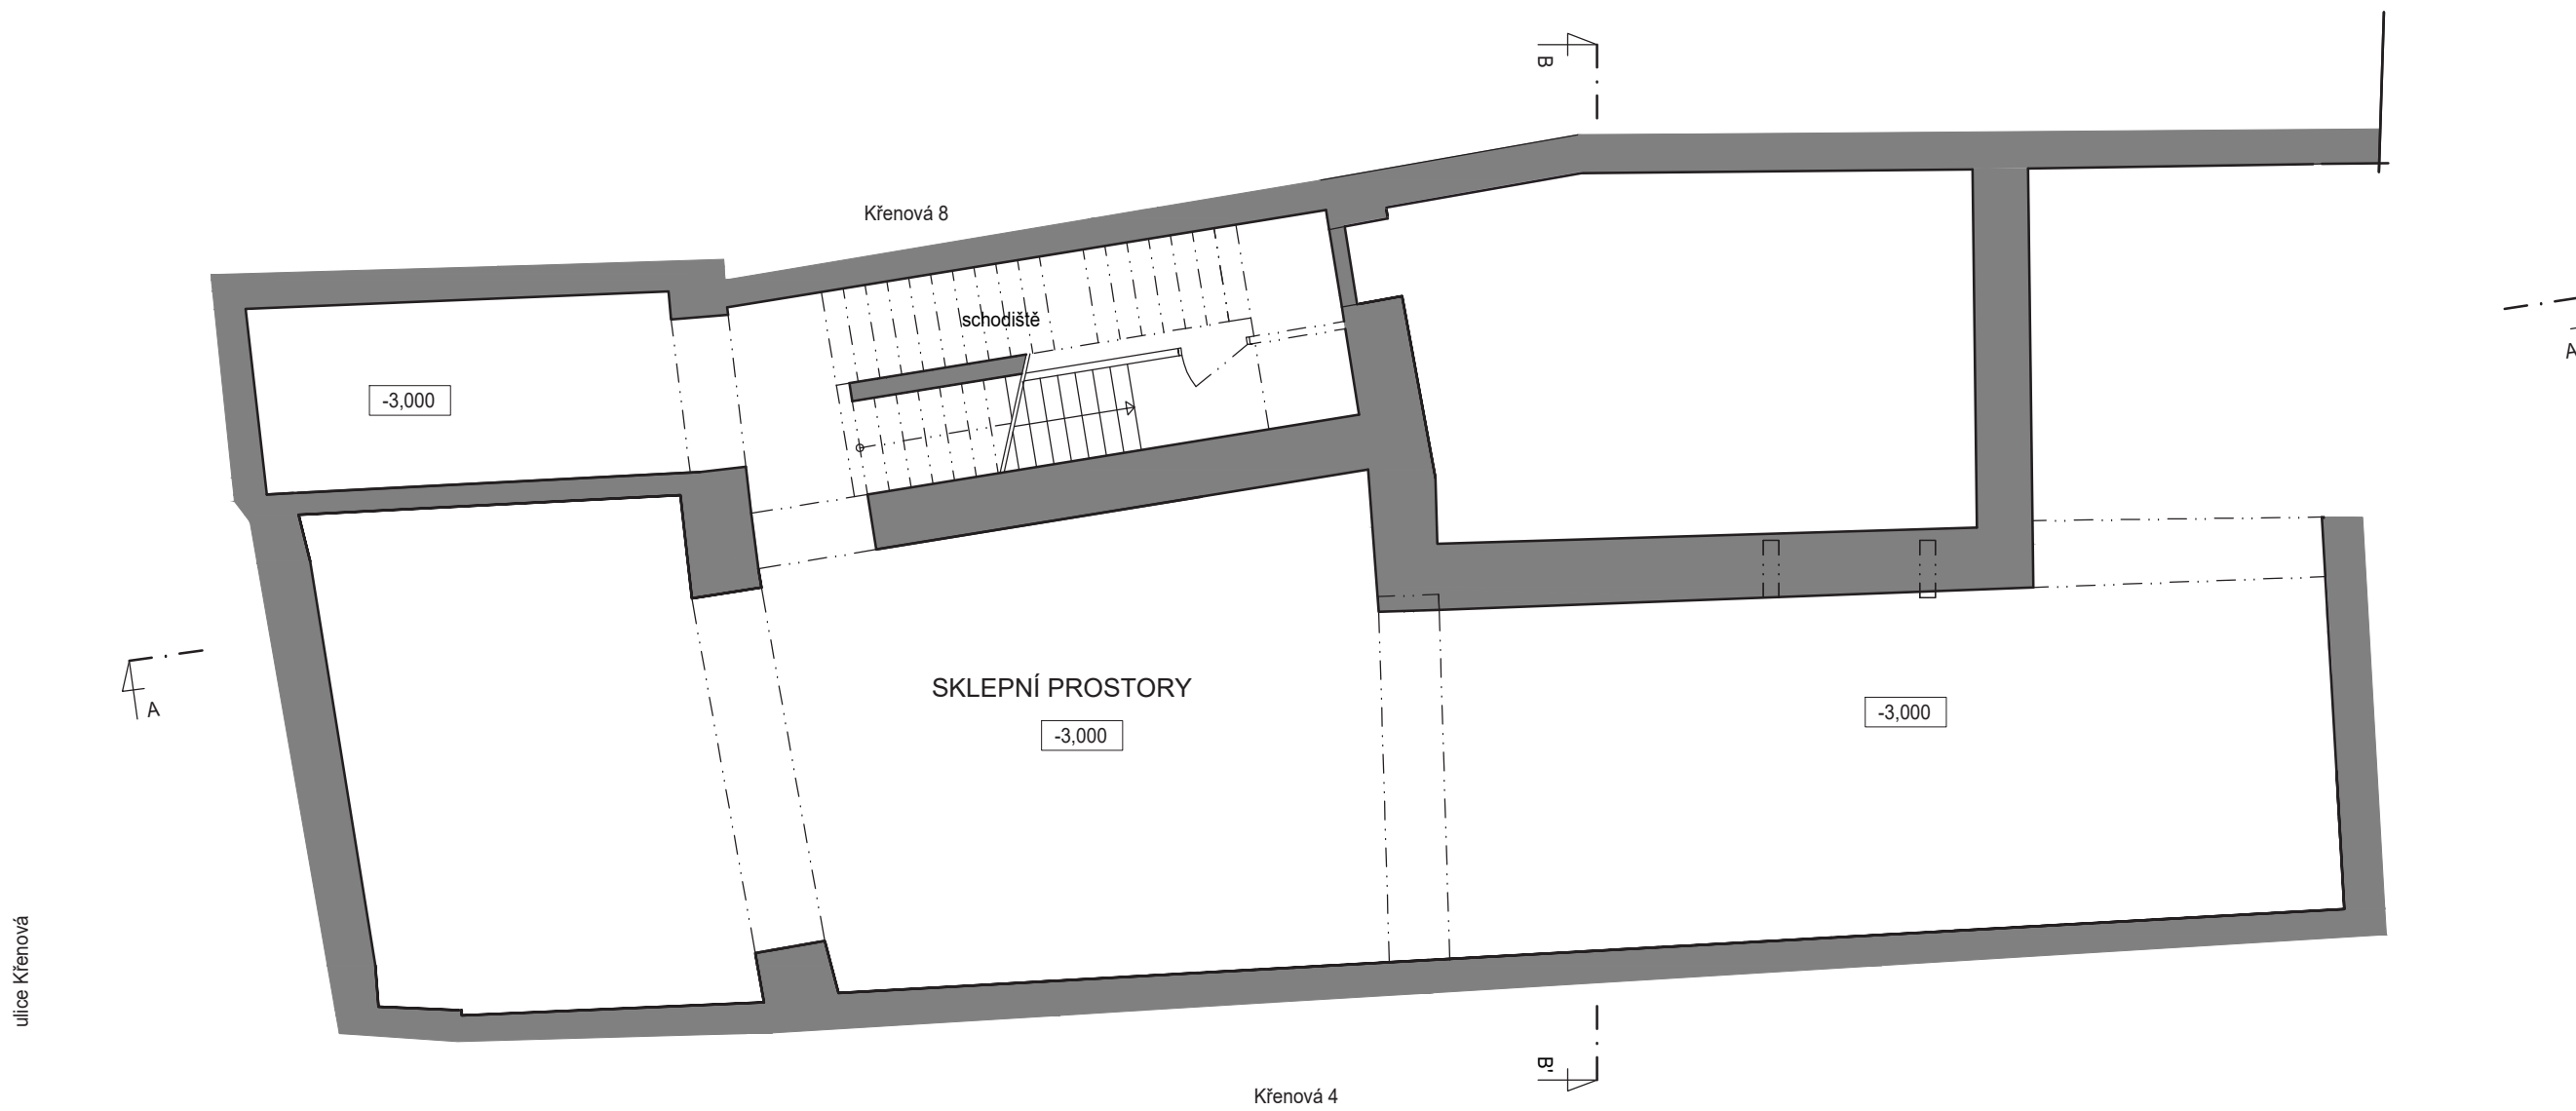 B
Křenová 8
schodiště
A
-3,000
SKLEPNÍ PROSTORY
-3,000
-3,000
A
ulice Křenová
B'
Křenová 4